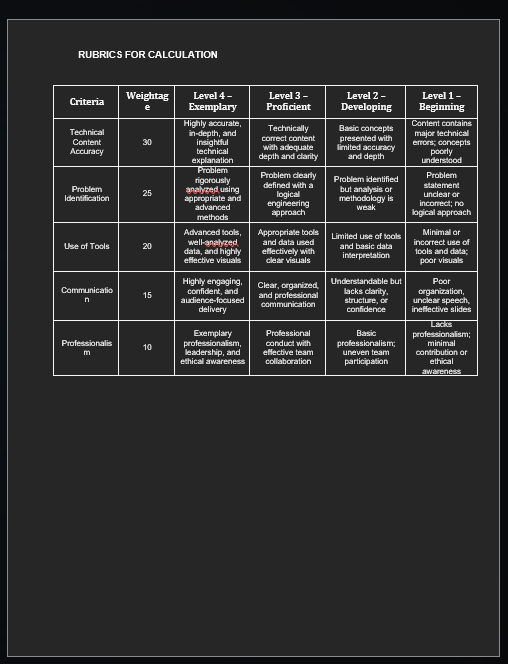 RUBRICS FOR CALCULATION
Criteria
Weightag
e
Level 4 –
Exemplary
Level 3 –
Proficient
Level 2 –
Developing
Level 1 –
Beginning
Technical
Content
Accuracy
30
Highly accurate,
in-depth, and
insightful
technical
explanation
Technically
correct content
with adequate
depth and clarity
Basic concepts
presented with
limited accuracy
and depth
Content contains
major technical
errors; concepts
poorly
understood
Problem
Identification
25
Problem
rigorously
analyzed using
appropriate and
advanced
methods
Problem clearly
defined with a
logical
engineering
approach
Problem identified
but analysis or
methodology is
weak
Problem
statement
unclear or
incorrect; no
logical approach
Use of Tools
20
Advanced tools,
well-analyzed
data, and highly
effective visuals
Appropriate tools
and data used
effectively with
clear visuals
Limited use of tools
and basic data
interpretation
Minimal or
incorrect use of
tools and data;
poor visuals
Communicatio
n
15
Highly engaging,
confident, and
audience-focused
delivery
Clear, organized,
and professional
communication
Understandable but
lacks clarity,
structure, or
confidence
Poor
organization,
unclear speech,
ineffective slides
Professionalis
m
10
Exemplary
professionalism,
leadership, and
ethical awareness
Professional
conduct with
effective team
collaboration
Basic
professionalism;
uneven team
participation
Lacks
professionalism;
minimal
contribution or
ethical
awareness